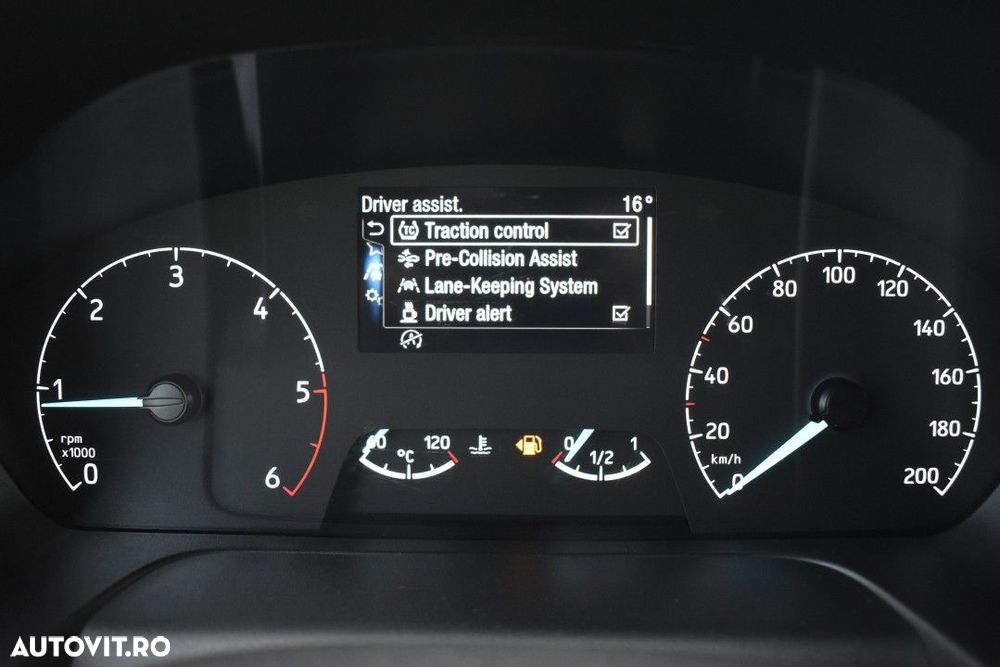 Driver assist. 16°
TC Traction control
Pre-Collision Assist
Lane-Keeping System
Driver alert
0
1
2
3
4
5
6
rpm
x1000
60 120
°C
0 1/2 1
0
20
40
60
80
100
120
140
160
180
200
km/h
AUTOVIT.RO